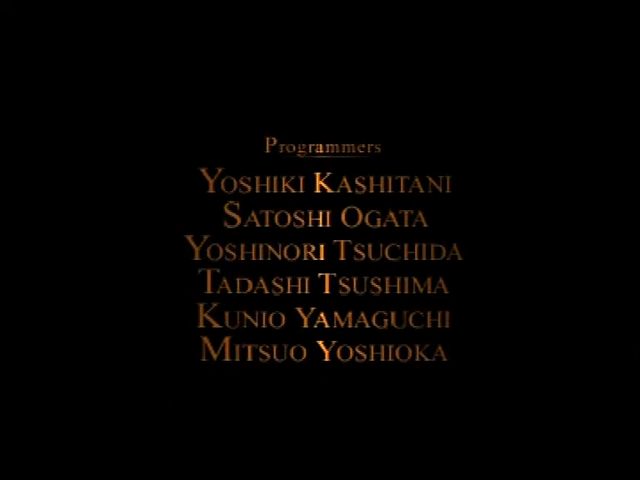 Programmers
YOSHIKI KASHITANI
SATOSHI OGATA
YOSHINORI TSUCHIDA
TADASHI TSUSHIMA
KUNIO YAMAGUCHI
MITSUO YOSHIOKA